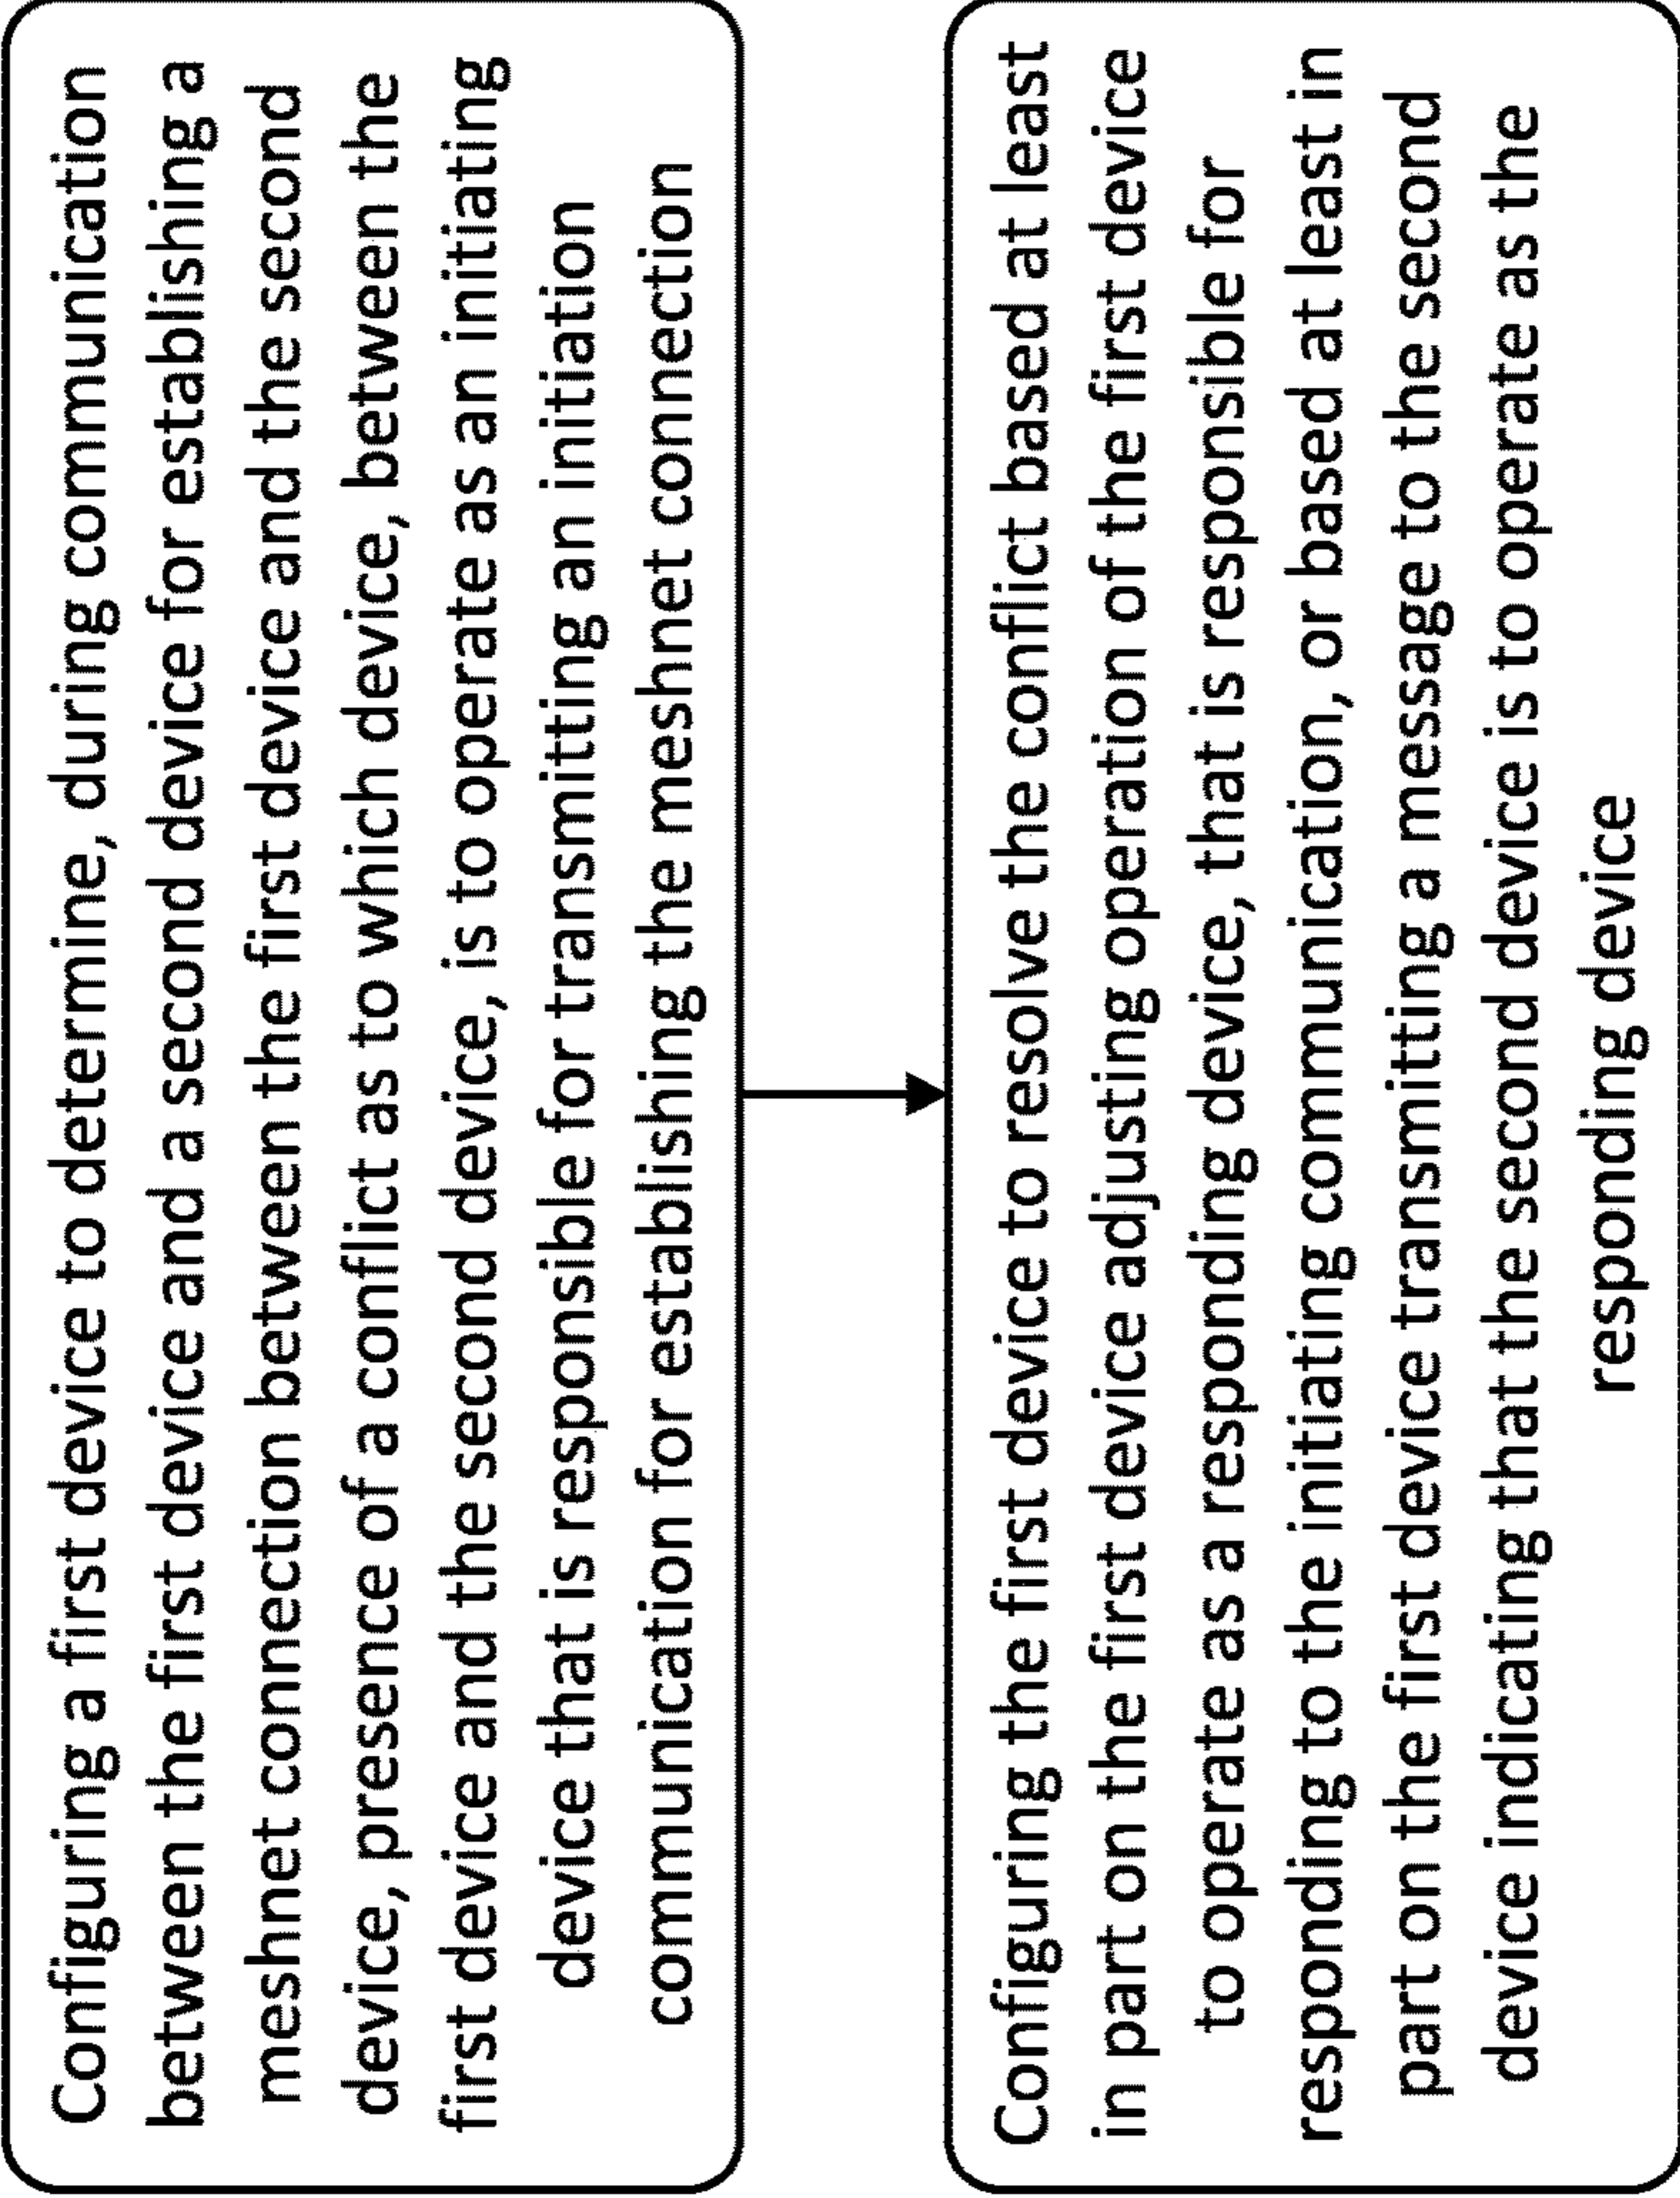 Configuring a first device to determine, during communication
between the first device and a second device for establishing a
meshnet connection between the first device and the second
device, presence of a conflict as to which device, between the
first device and the second device, is to operate as an initiating
device that is responsible for transmitting an initiation
communication for establishing the meshnet connection
Configuring the first device to resolve the conflict based at least
in part on the first device adjusting operation of the first device
to operate as a responding device, that is responsible for
responding to the initiating communication, or based at least in
part on the first device transmitting a message to the second
device indicating that the second device is to operate as the
responding device